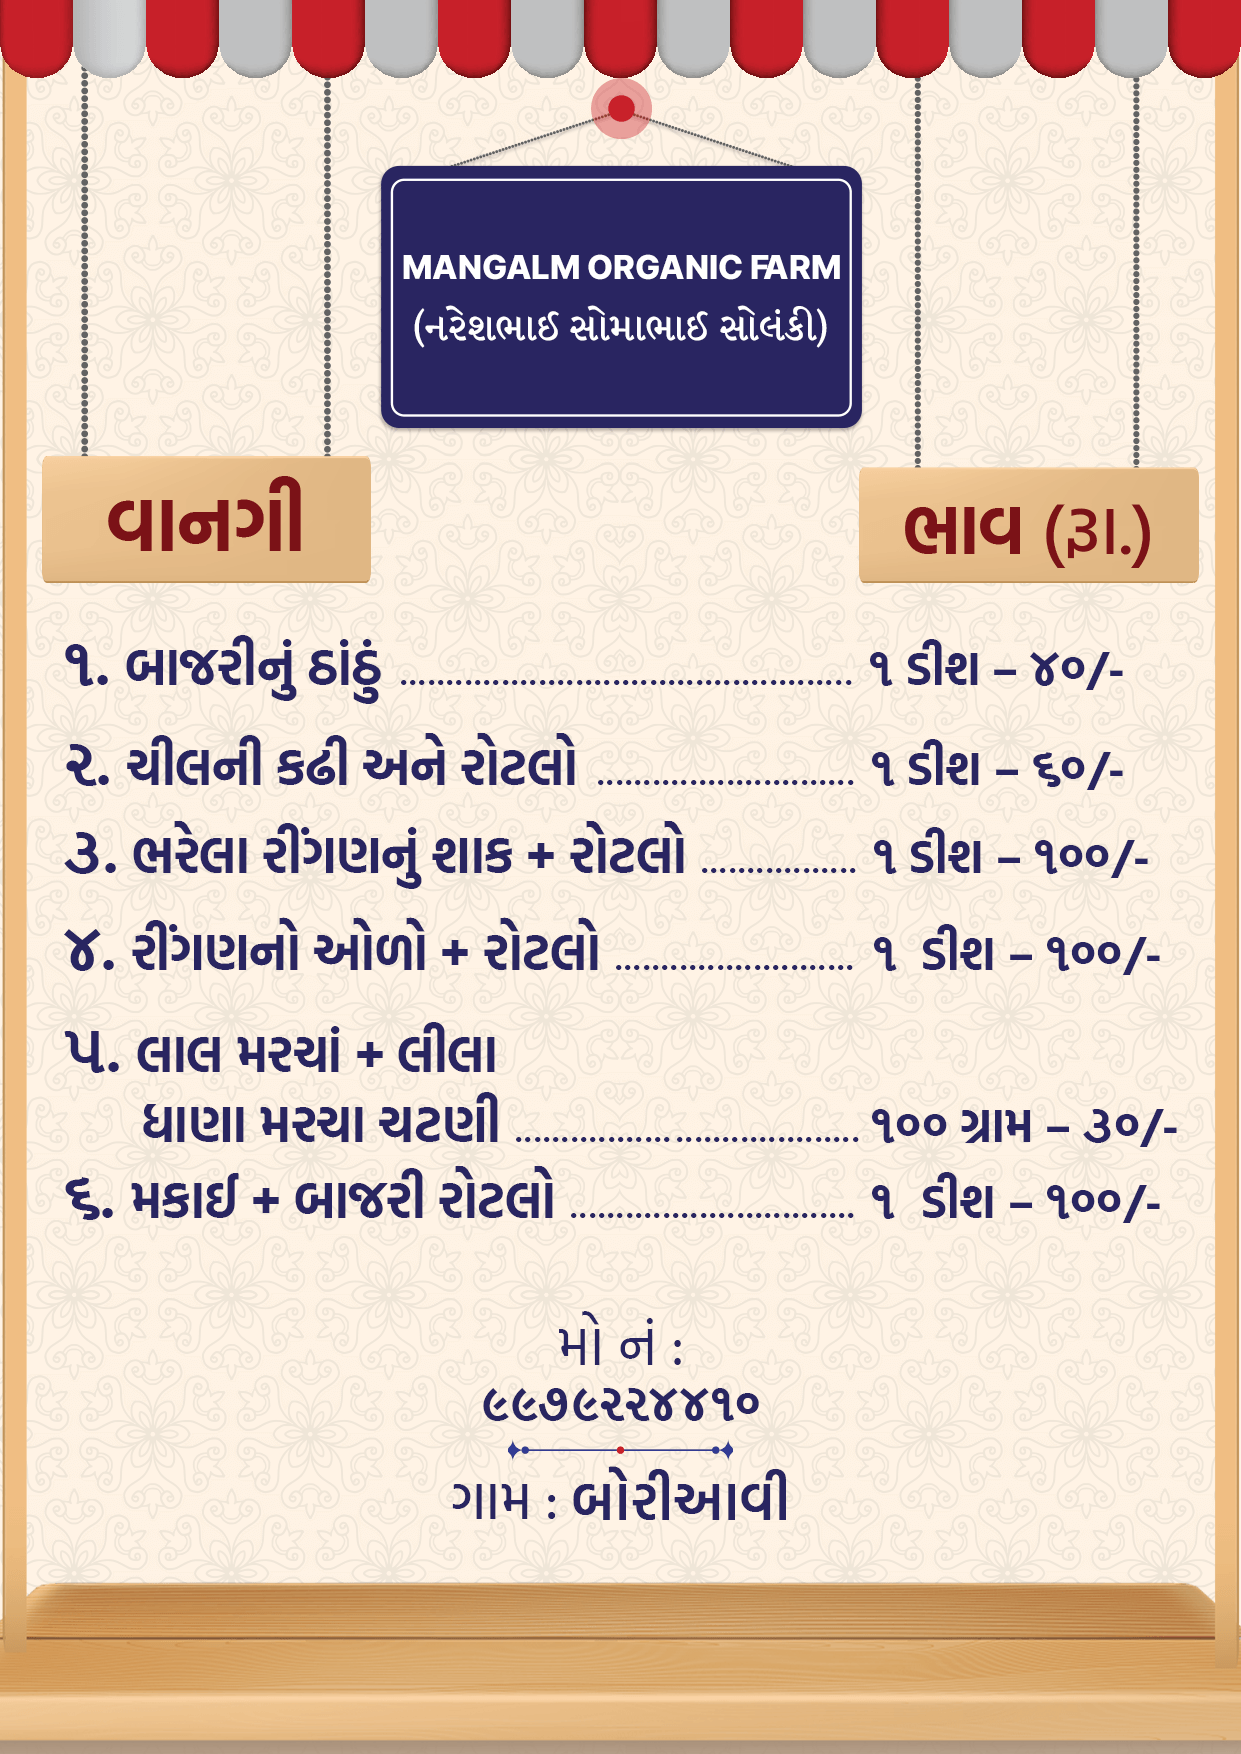 MANGALM ORGANIC FARM
(નરેશભાઈ સોમાભાઈ સોલંકી)
વાનગી ભાવ (રૂા.)
૧. બાજરીનું ઠાંઠું ................................................ ૧ ડીશ – ૪૦/-
૨. ચીલની કઢી અને રોટલો ........................... ૧ ડીશ – ૬૦/-
૩. ભરેલા રીંગણનું શાક + રોટલો ................ ૧ ડીશ – ૧૦૦/-
૪. રીંગણનો ઓળો + રોટલો ......................... ૧ ડીશ – ૧૦૦/-
૫. લાલ મરચાં + લીલા
ધાણા મરચા ચટણી .................................... ૧૦૦ ગ્રામ – ૩૦/-
૬. મકાઈ + બાજરી રોટલો .............................. ૧ ડીશ – ૧૦૦/-
મો નં :
૯૯૭૯૨૨૪૪૧૦
ગામ : બોરીઆવી